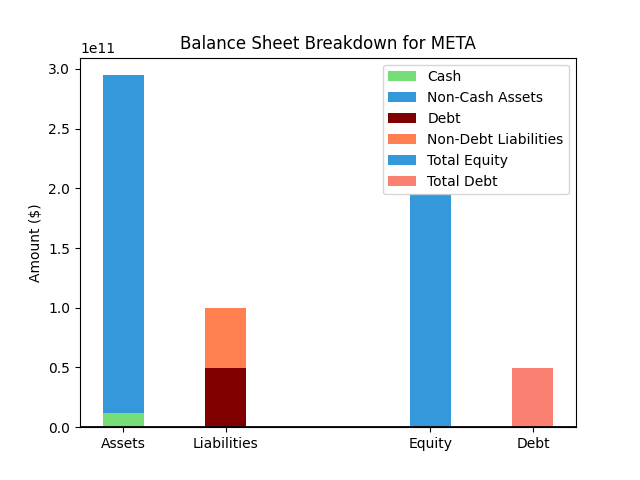 Balance Sheet Breakdown for META
1e11
3.0
2.5
2.0
1.5
1.0
0.5
0.0
Amount ($)
Cash
Non-Cash Assets
Debt
Non-Debt Liabilities
Total Equity
Total Debt
Assets
Liabilities
Equity
Debt